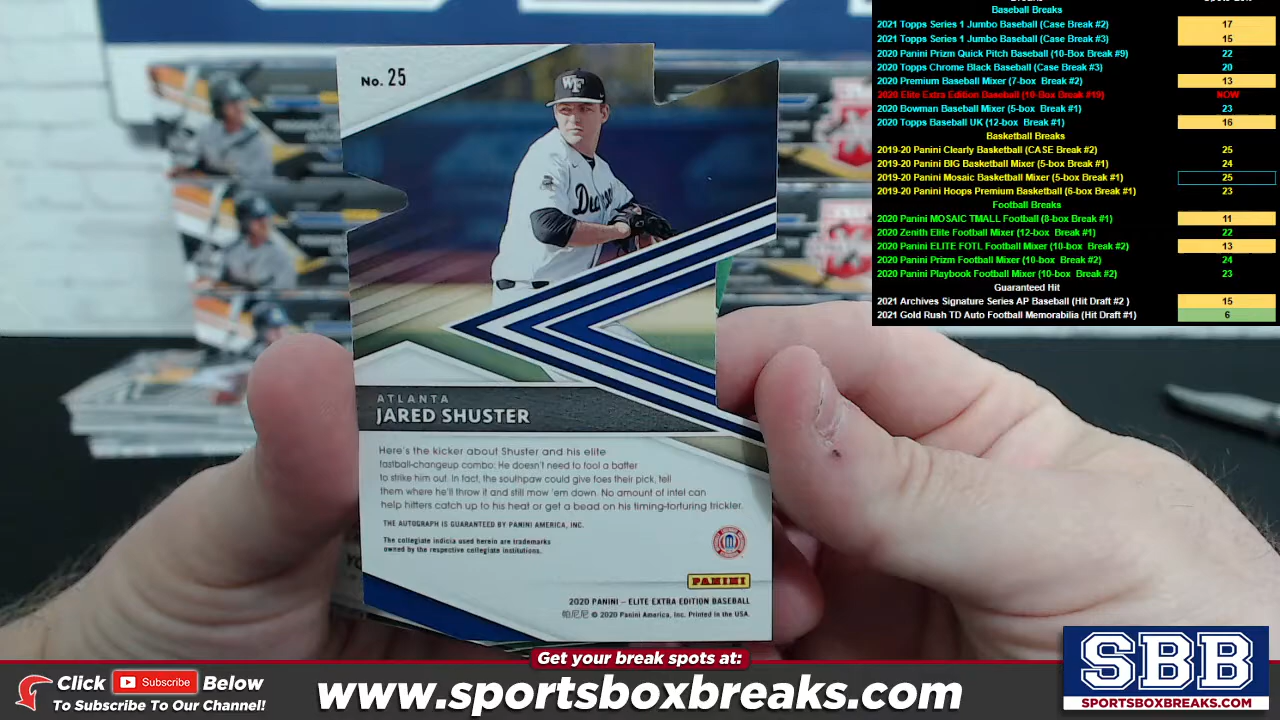 No. 25
WF
ATLANTA
JARED SHUSTER
Here's the kicker about Shuster and his elite
fastball-changeup combo: He doesn't need to fool a batter
to strike him out. In fact, the southpaw could give foes their pick, tell
them where he'll throw it and still mow 'em down. No amount of intel can
help hitters catch up to his heat or get a bead on his timing-torturing trickler.
THE AUTOGRAPH IS GUARANTEED BY PANINI AMERICA, INC.
The collegiate indicia used herein are trademarks
owned by the respective collegiate institutions.
PANINI
2020 PANINI – ELITE EXTRA EDITION BASEBALL
帕尼尼 © 2020 Panini America, Inc. Printed in the USA.
Baseball Breaks
2021 Topps Series 1 Jumbo Baseball (Case Break #2) 17
2021 Topps Series 1 Jumbo Baseball (Case Break #3) 15
2020 Panini Prizm Quick Pitch Baseball (10-Box Break #9) 22
2020 Topps Chrome Black Baseball (Case Break #3) 20
2020 Premium Baseball Mixer (7-box Break #2) 13
2020 Elite Extra Edition Baseball (10-Box Break #19) NOW
2020 Bowman Baseball Mixer (5-box Break #1) 23
2020 Topps Baseball UK (12-box Break #1) 16
Basketball Breaks
2019-20 Panini Clearly Basketball (CASE Break #2) 25
2019-20 Panini BIG Basketball Mixer (5-box Break #1) 24
2019-20 Panini Mosaic Basketball Mixer (5-box Break #1) 25
2019-20 Panini Hoops Premium Basketball (6-box Break #1) 23
Football Breaks
2020 Panini MOSAIC TMALL Football (8-box Break #1) 11
2020 Zenith Elite Football Mixer (12-box Break #1) 22
2020 Panini ELITE FOTL Football Mixer (10-box Break #2) 13
2020 Panini Prizm Football Mixer (10-box Break #2) 24
2020 Panini Playbook Football Mixer (10-box Break #2) 23
Guaranteed Hit
2021 Archives Signature Series AP Baseball (Hit Draft #2 ) 15
2021 Gold Rush TD Auto Football Memorabilia (Hit Draft #1) 6
Get your break spots at:
Click Subscribe Below
To Subscribe To Our Channel!
www.sportsboxbreaks.com
SBB
SPORTSBOXBREAKS.COM